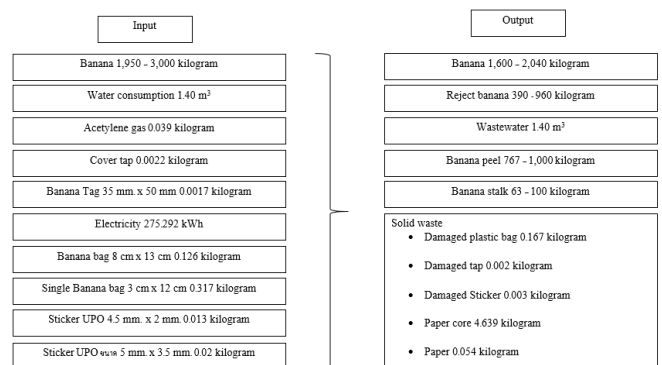 Input
Banana 1,950 – 3,000 kilogram
Water consumption 1.40 m³
Acetylene gas 0.039 kilogram
Cover tap 0.0022 kilogram
Banana Tag 35 mm. x 50 mm 0.0017 kilogram
Electricity 275.292 kWh
Banana bag 8 cm x 13 cm 0.126 kilogram
Single Banana bag 3 cm x 12 cm 0.317 kilogram
Sticker UPO 4.5 mm. x 2 mm. 0.013 kilogram
Sticker UPO ขนาด 5 mm. x 3.5 mm. 0.02 kilogram
Output
Banana 1,600 – 2,040 kilogram
Reject banana 390 - 960 kilogram
Wastewater 1.40 m³
Banana peel 767 – 1,000 kilogram
Banana stalk 63 – 100 kilogram
Solid waste
• Damaged plastic bag 0.167 kilogram
• Damaged tap 0.002 kilogram
• Damaged Sticker 0.003 kilogram
• Paper core 4.639 kilogram
• Paper 0.054 kilogram